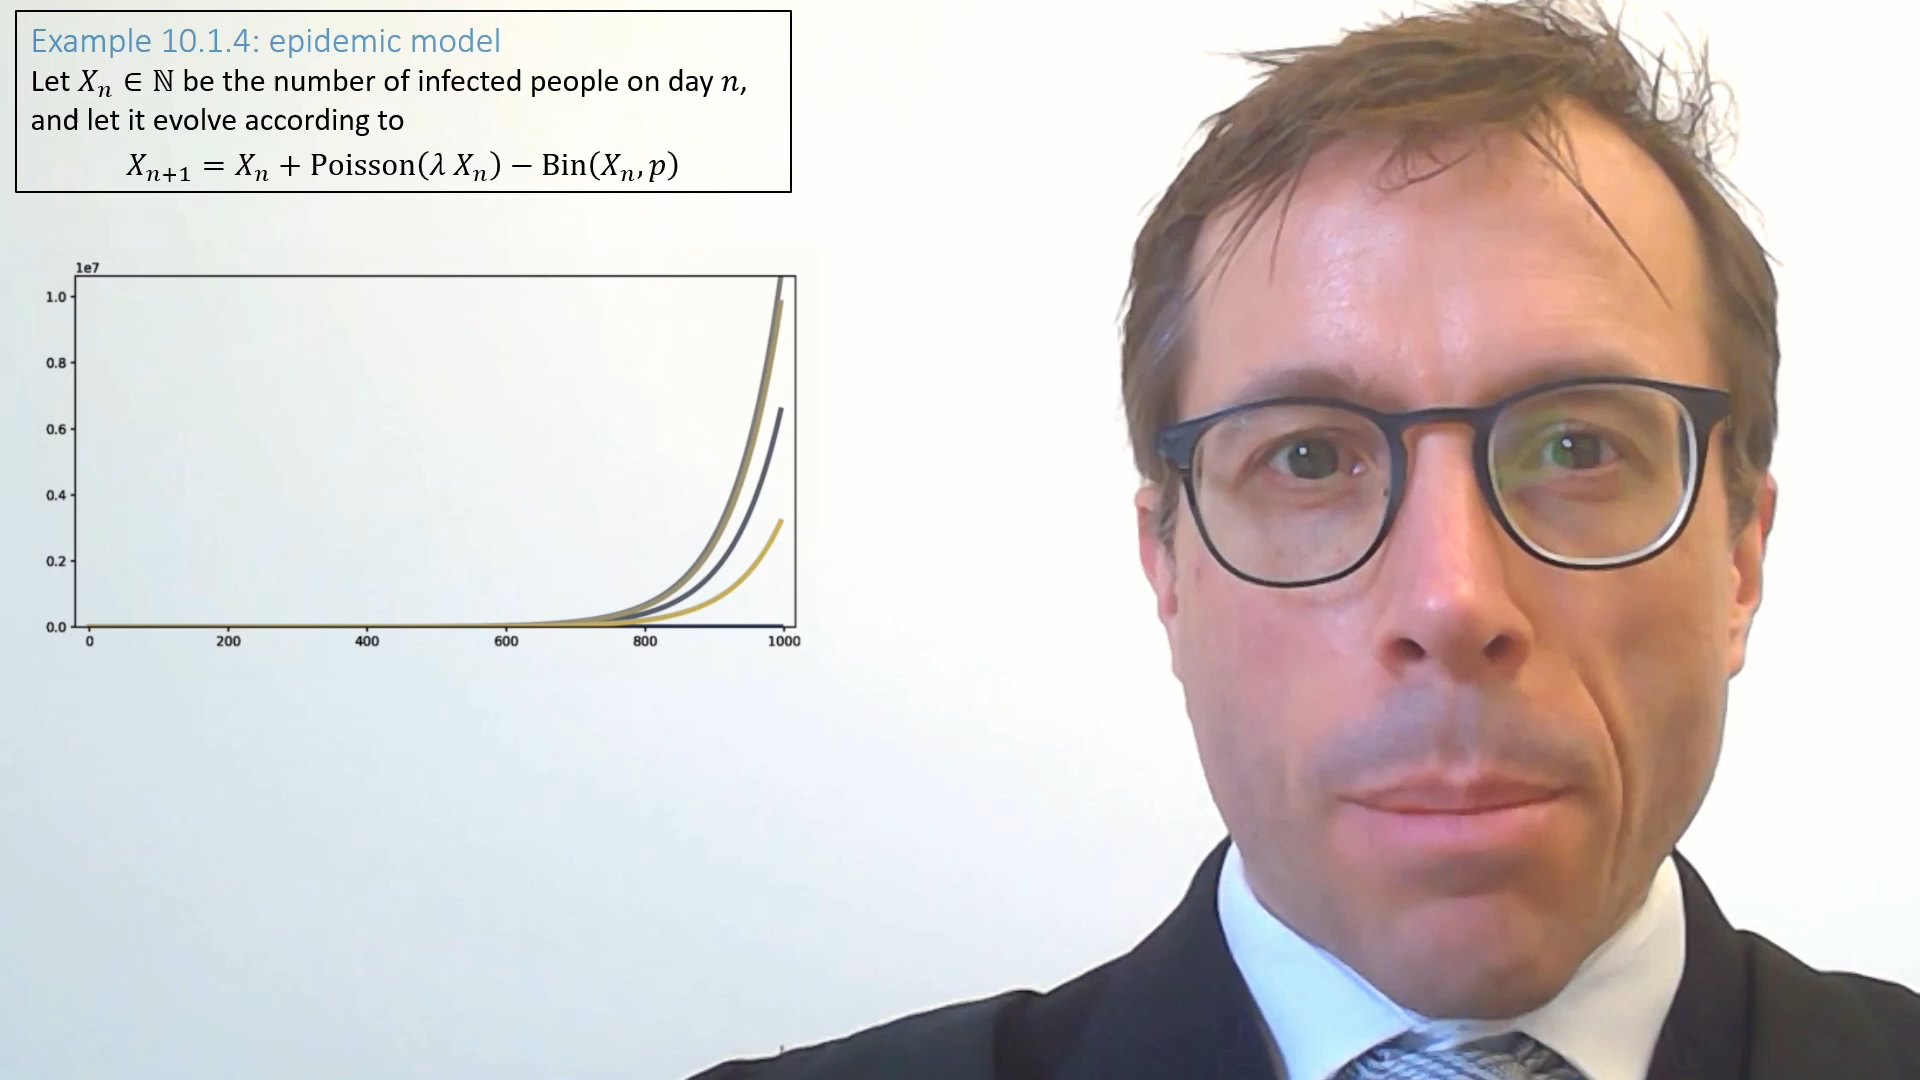 Example 10.1.4: epidemic model
Let Xₙ ∈ ℕ be the number of infected people on day n,
and let it evolve according to
Xₙ₊₁ = Xₙ + Poisson(λ Xₙ) − Bin(Xₙ, p)
1e7
1.0
0.8
0.6
0.4
0.2
0.0
0 200 400 600 800 1000